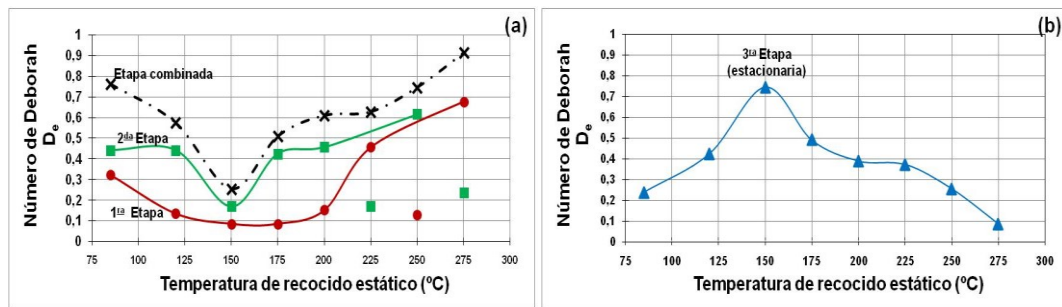 (a)
Número de Deborah
Dₑ
1
0,9
0,8
0,7
0,6
0,5
0,4
0,3
0,2
0,1
0
Etapa combinada
2ᵈᵃ Etapa
1ʳᵃ Etapa
75 100 125 150 175 200 225 250 275 300
Temperatura de recocido estático (ºC)
(b)
Número de Deborah
Dₑ
1
0,9
0,8
0,7
0,6
0,5
0,4
0,3
0,2
0,1
0
3ʳᵃ Etapa
(estacionaria)
75 100 125 150 175 200 225 250 275 300
Temperatura de recocido estático (ºC)